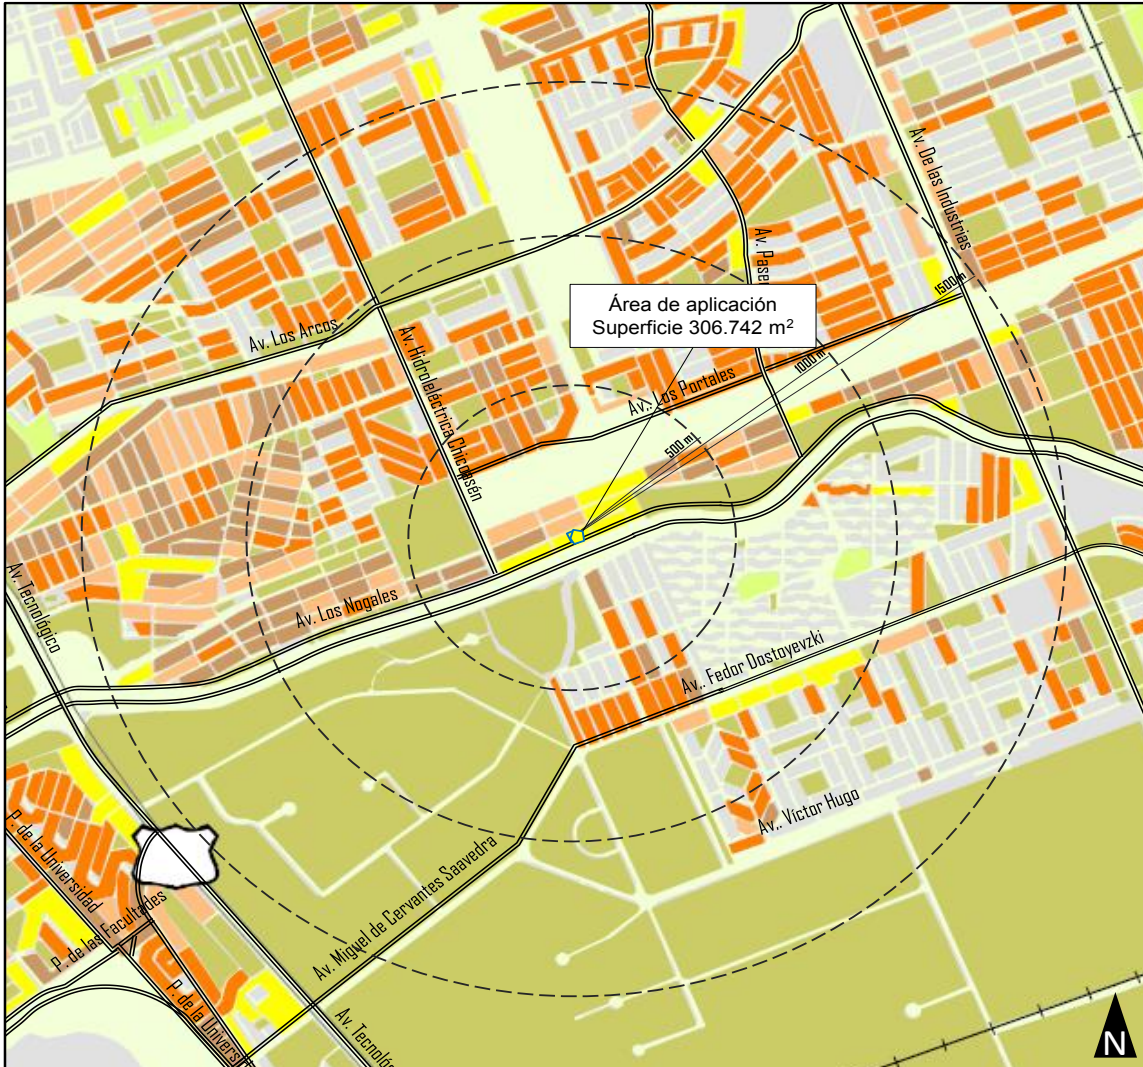 Av. De las Industrias
Av. Pase
1500 m
Área de aplicación
Superficie 306.742 m²
Av. Los Arcos
Av. Hidroleléctrica Chicoasén
1000 m
Av,. Los Portales
500 m
Av. Tecnológico
Av. Los Nogales
Av,. Fedor Dostoyevzki
Av,. Víctor Hugo
P. de la Universidad
P. de las Facultades
Av. Miguel de Cervantes Saavedra
P. de la Univers
Av. Tecnoló
N